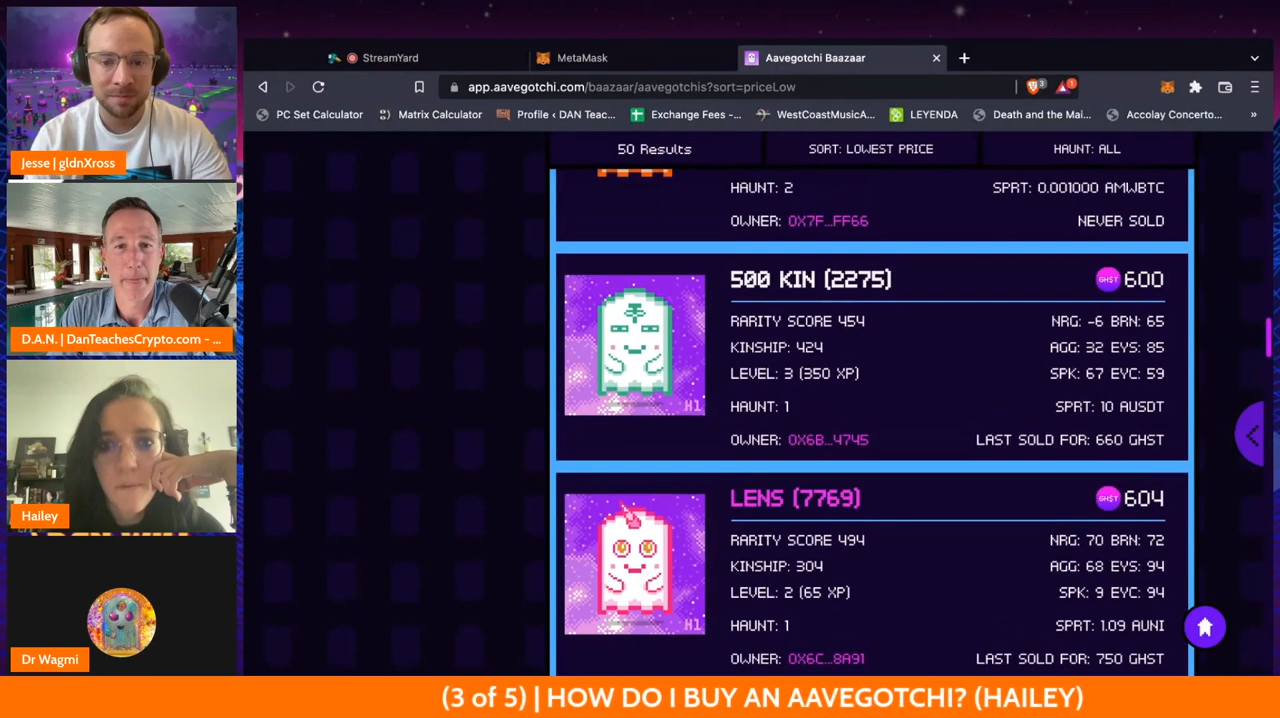 Jesse | gldnXross
D.A.N. | DanTeachesCrypto.com - ...
Hailey
Dr Wagmi
StreamYard
MetaMask
Aavegotchi Baazaar
app.aavegotchi.com/baazaar/aavegotchis?sort=priceLow
3
1
PC Set Calculator
Matrix Calculator
Profile ‹ DAN Teac...
Exchange Fees -...
WestCoastMusicA...
LEYENDA
Death and the Mai...
Accolay Concerto...
»
50 Results
SORT: LOWEST PRICE
HAUNT: ALL
HAUNT: 2
SPRT: 0.001000 AMWBTC
OWNER: 0X7F...FF66
NEVER SOLD
500 KIN (2275)
GHST 600
RARITY SCORE 454
NRG: -6 BRN: 65
KINSHIP: 424
AGG: 32 EYS: 85
LEVEL: 3 (350 XP)
SPK: 67 EYC: 59
HAUNT: 1
SPRT: 10 AUSDT
OWNER: 0X6B...4745
LAST SOLD FOR: 660 GHST
H1
LENS (7769)
GHST 604
RARITY SCORE 494
NRG: 70 BRN: 72
KINSHIP: 304
AGG: 68 EYS: 94
LEVEL: 2 (65 XP)
SPK: 9 EYC: 94
HAUNT: 1
SPRT: 1.09 AUNI
OWNER: 0X6C...8A91
LAST SOLD FOR: 750 GHST
H1
(3 of 5) | HOW DO I BUY AN AAVEGOTCHI? (HAILEY)